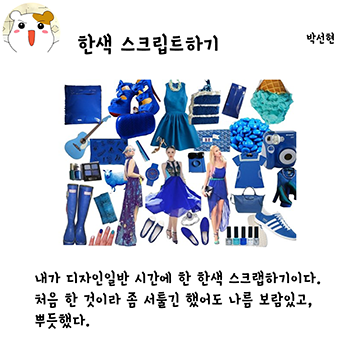 한색 스크립트하기
박선현
내가 디자인일반 시간에 한 한색 스크랩하기이다.
처음 한 것이라 좀 서툴긴 했어도 나름 보람있고,
뿌듯했다.